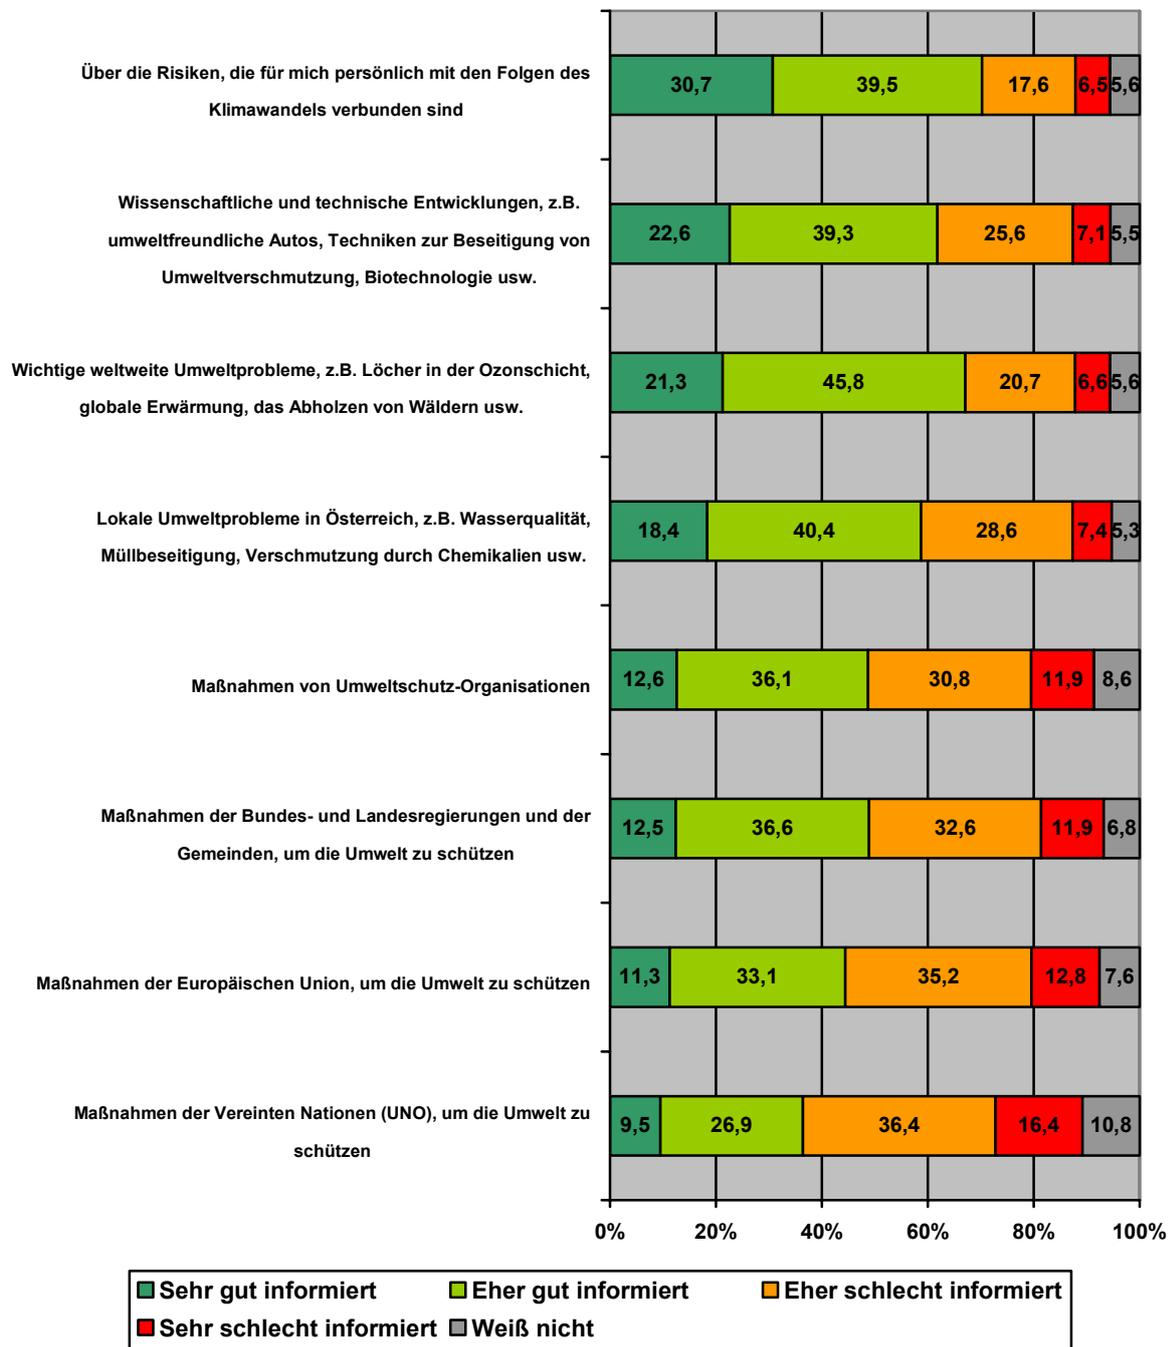 Über die Risiken, die für mich persönlich mit den Folgen des
Klimawandels verbunden sind
30,7 39,5 17,6 6,5 5,6
Wissenschaftliche und technische Entwicklungen, z.B.
umweltfreundliche Autos, Techniken zur Beseitigung von
Umweltverschmutzung, Biotechnologie usw.
22,6 39,3 25,6 7,1 5,5
Wichtige weltweite Umweltprobleme, z.B. Löcher in der Ozonschicht,
globale Erwärmung, das Abholzen von Wäldern usw.
21,3 45,8 20,7 6,6 5,6
Lokale Umweltprobleme in Österreich, z.B. Wasserqualität,
Müllbeseitigung, Verschmutzung durch Chemikalien usw.
18,4 40,4 28,6 7,4 5,3
Maßnahmen von Umweltschutz-Organisationen
12,6 36,1 30,8 11,9 8,6
Maßnahmen der Bundes- und Landesregierungen und der
Gemeinden, um die Umwelt zu schützen
12,5 36,6 32,6 11,9 6,8
Maßnahmen der Europäischen Union, um die Umwelt zu schützen
11,3 33,1 35,2 12,8 7,6
Maßnahmen der Vereinten Nationen (UNO), um die Umwelt zu
schützen
9,5 26,9 36,4 16,4 10,8
0% 20% 40% 60% 80% 100%
Sehr gut informiert Eher gut informiert Eher schlecht informiert
Sehr schlecht informiert Weiß nicht